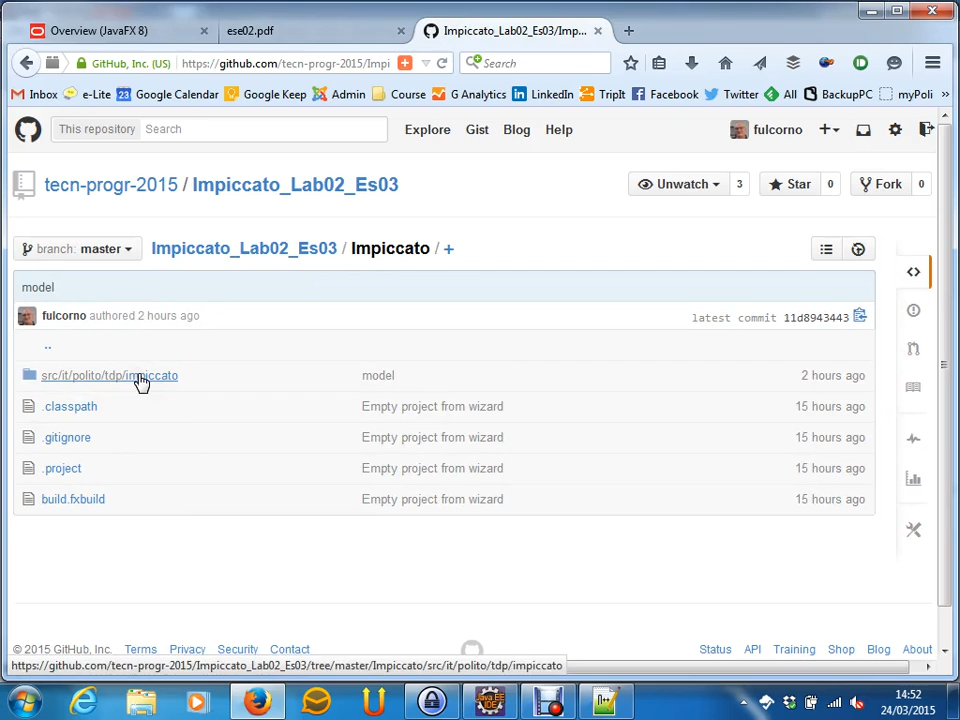 Overview (JavaFX 8)
ese02.pdf
Impiccato_Lab02_Es03/Imp...
GitHub, Inc. (US)
https://github.com/tecn-progr-2015/Impi
Search
Inbox
e-Lite
23
Google Calendar
Google Keep
Admin
Course
G Analytics
LinkedIn
TripIt
Facebook
Twitter
All
BackupPC
myPoli
This repository
Search
Explore
Gist
Blog
Help
fulcorno
tecn-progr-2015 / Impiccato_Lab02_Es03
Unwatch
3
Star
0
Fork
0
branch: master
Impiccato_Lab02_Es03 / Impiccato / +
model
fulcorno authored 2 hours ago
latest commit 11d8943443
..
src/it/polito/tdp/impiccato
model
2 hours ago
.classpath
Empty project from wizard
15 hours ago
.gitignore
Empty project from wizard
15 hours ago
.project
Empty project from wizard
15 hours ago
build.fxbuild
Empty project from wizard
15 hours ago
© 2015 GitHub, Inc.
Terms
Privacy
Security
Contact
Status
API
Training
Shop
Blog
About
https://github.com/tecn-progr-2015/Impiccato_Lab02_Es03/tree/master/Impiccato/src/it/polito/tdp/impiccato
Java EE
IDE
14:52
24/03/2015